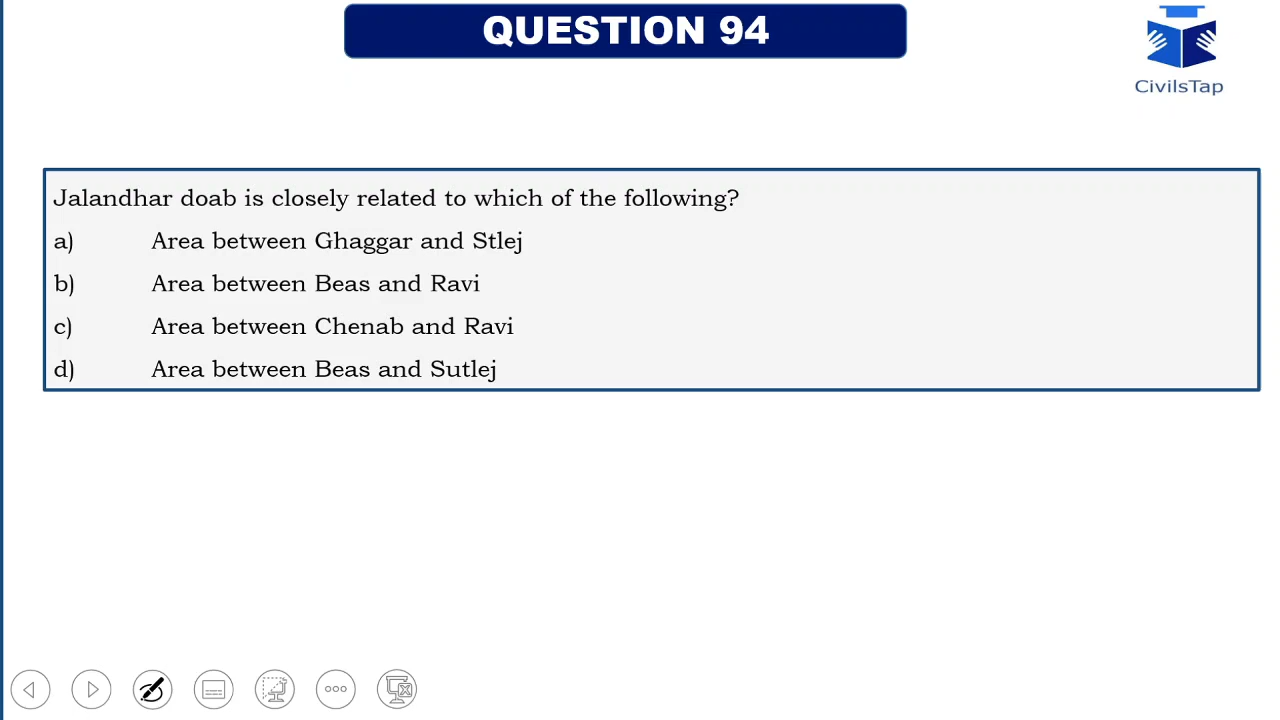 QUESTION 94
CivilsTap
Jalandhar doab is closely related to which of the following?
a) Area between Ghaggar and Stlej
b) Area between Beas and Ravi
c) Area between Chenab and Ravi
d) Area between Beas and Sutlej